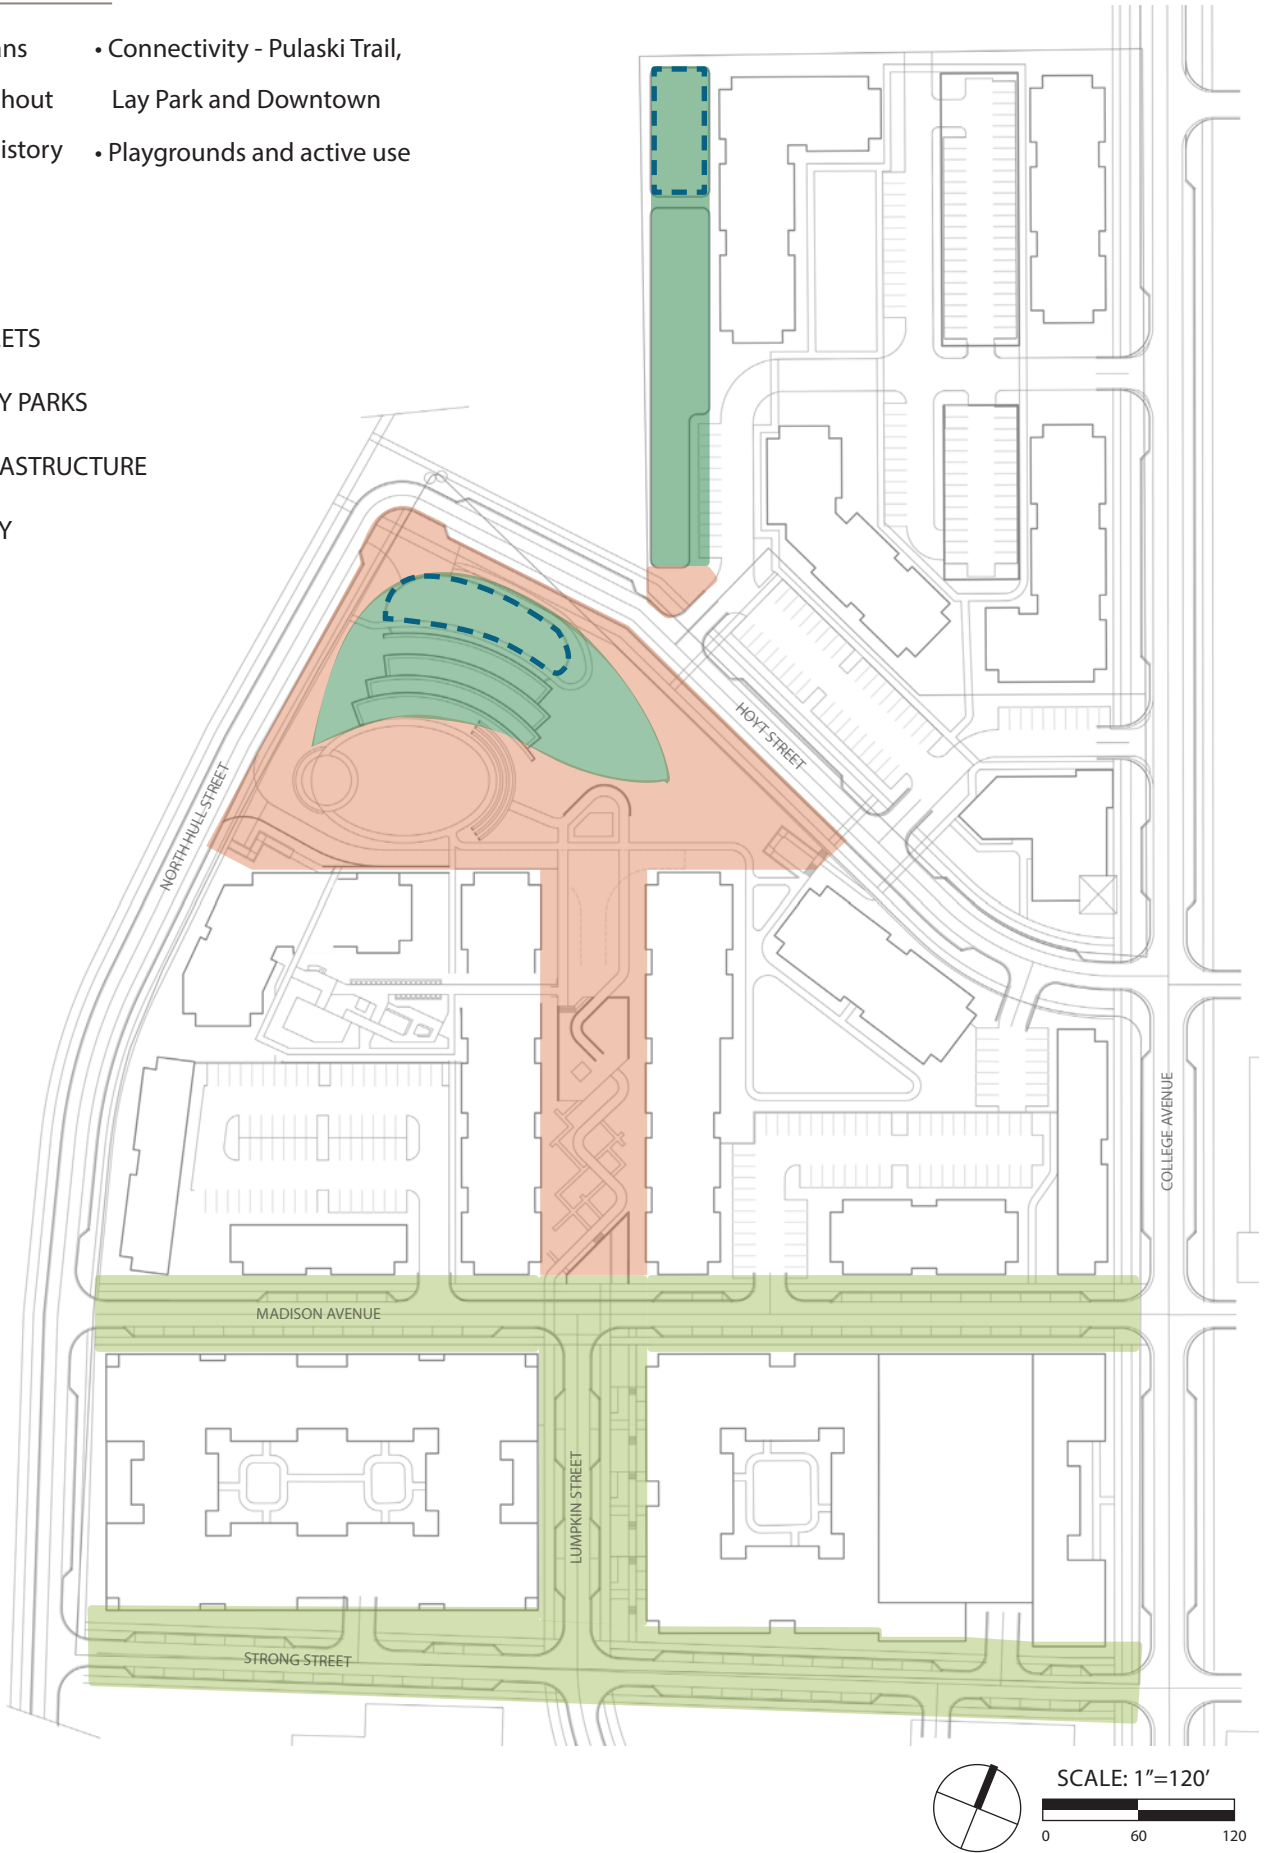 ans
• Connectivity - Pulaski Trail,
hout
Lay Park and Downtown
istory
• Playgrounds and active use
ETS
Y PARKS
ASTRUCTURE
Y
HOYT STREET
NORTH HULL STREET
COLLEGE AVENUE
MADISON AVENUE
LUMPKIN STREET
STRONG STREET
SCALE: 1”=120’
0 60 120